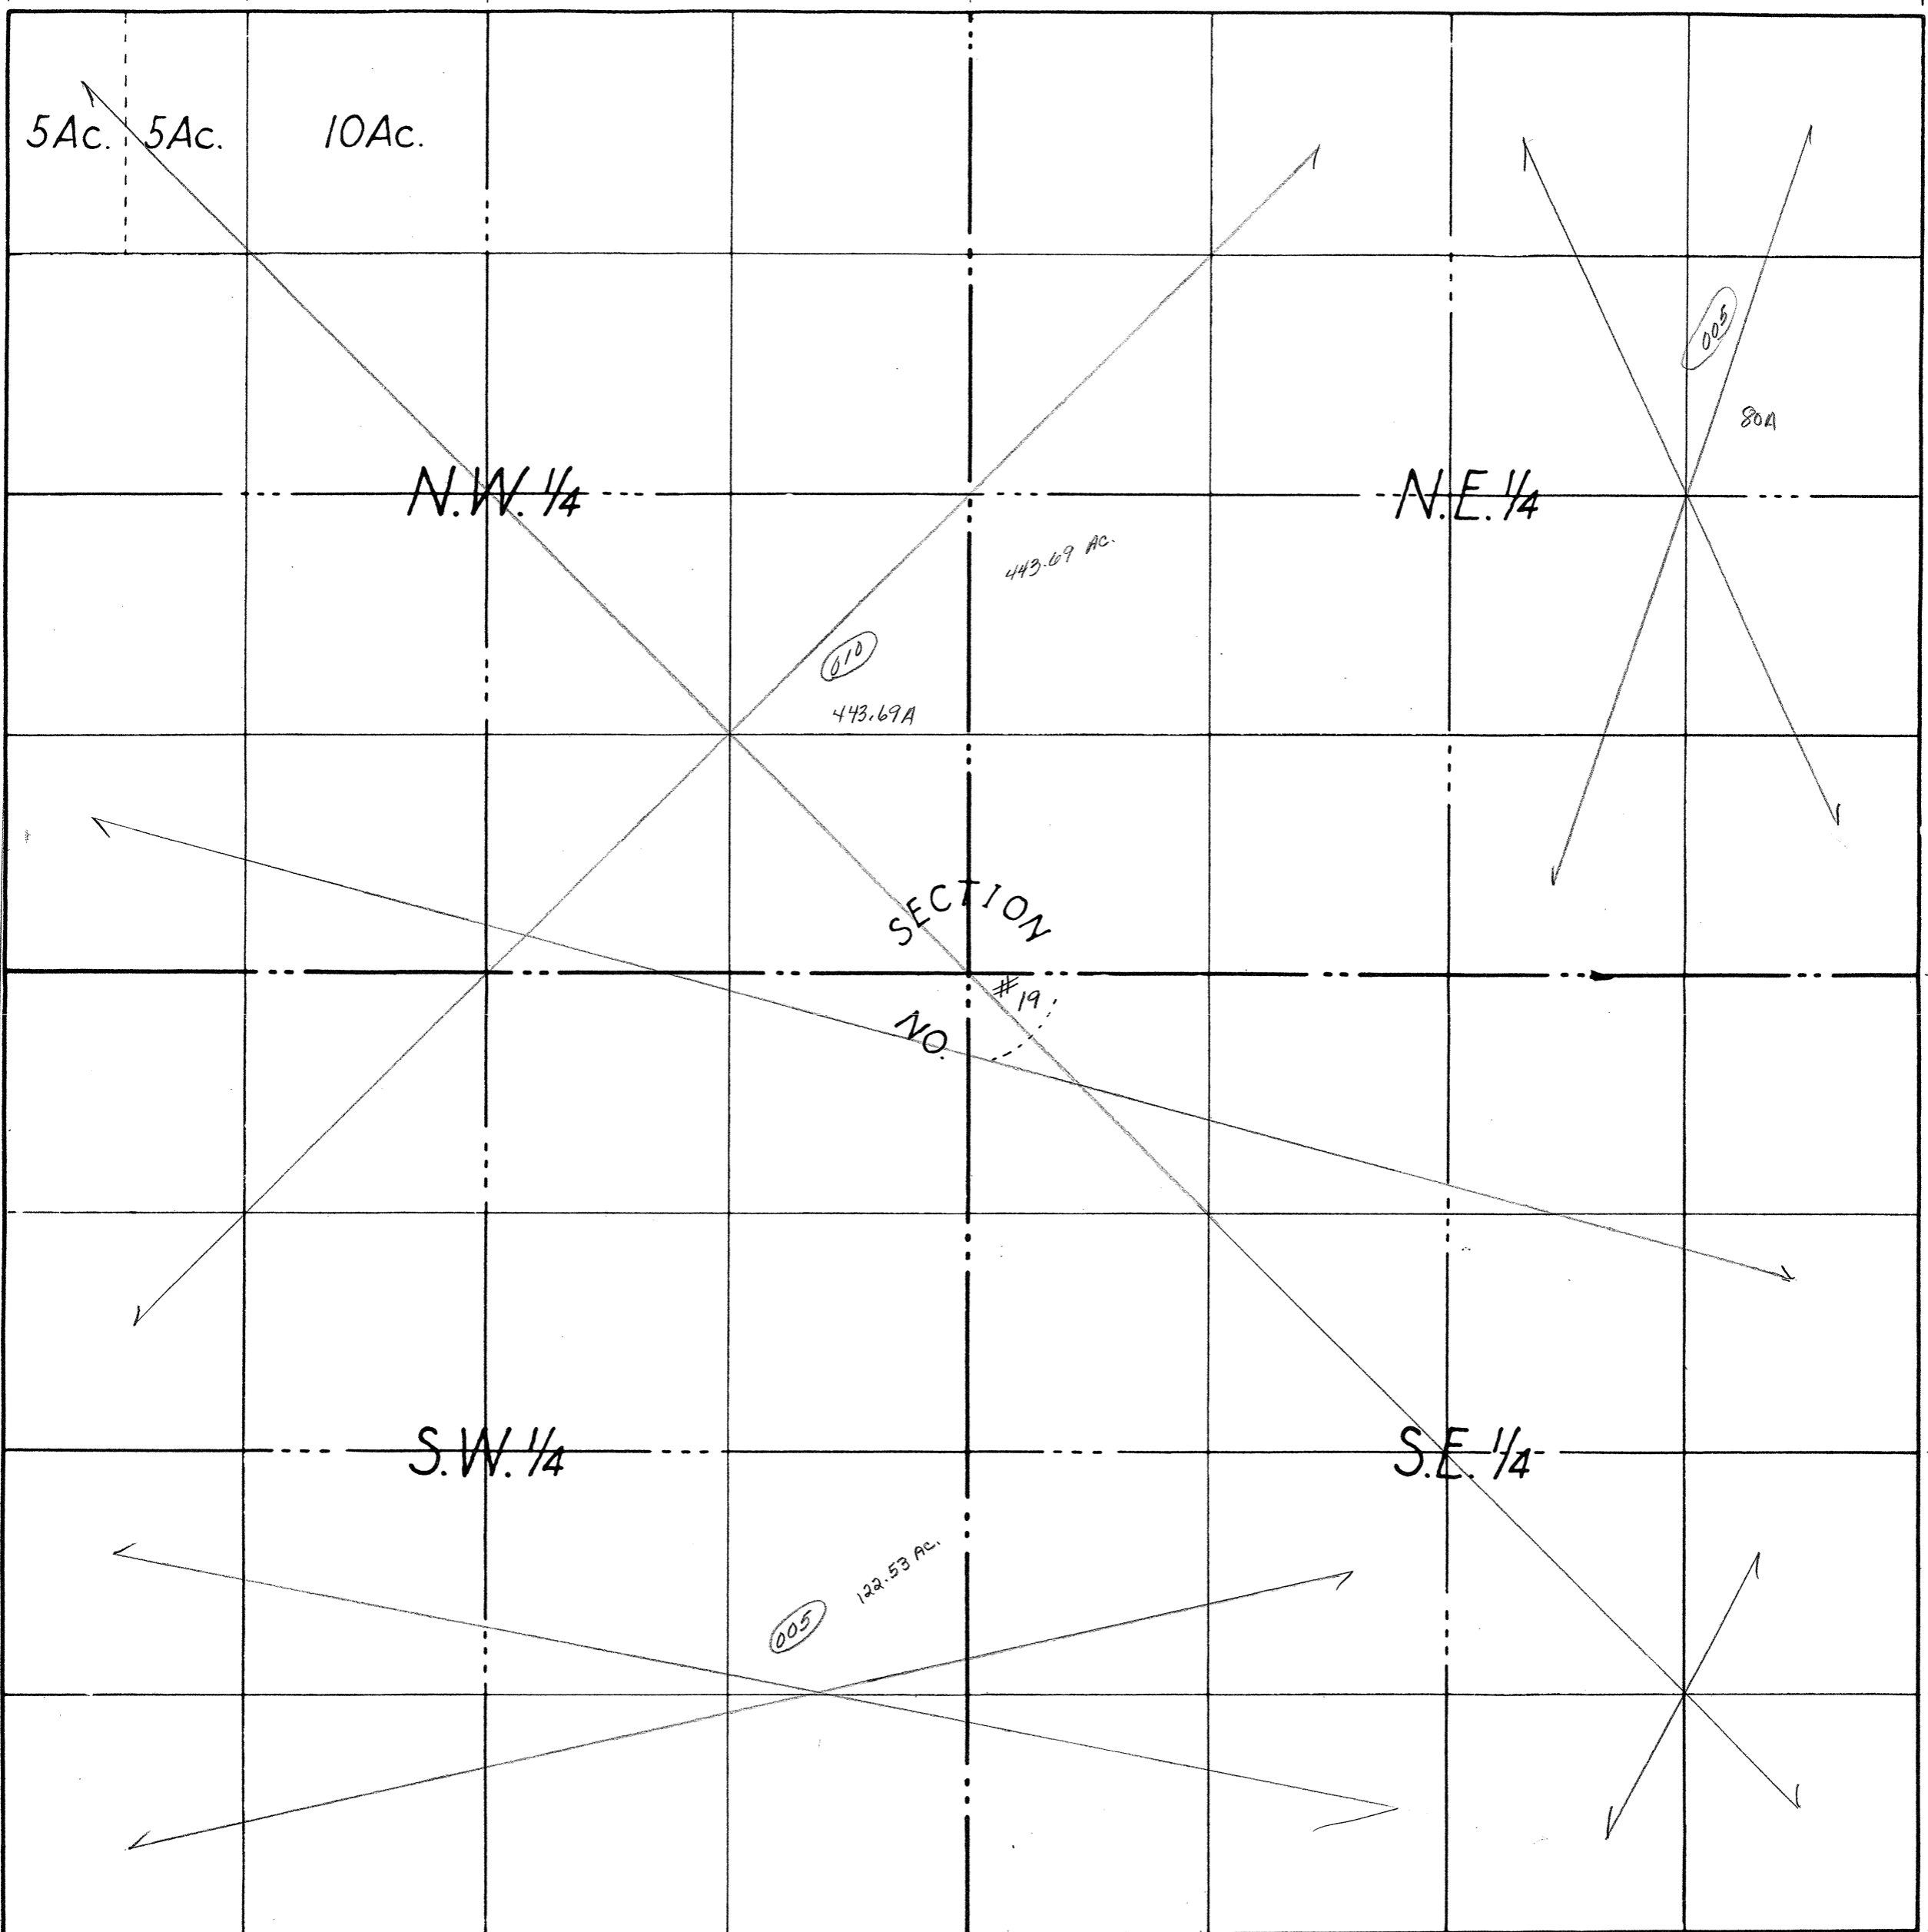 5Ac. 5Ac. 10Ac.
005
80A
N.W. 1/4
N.E. 1/4
443.69 AC.
010
443.69A
SECTION
NO.
#19
S.W. 1/4
S.E. 1/4
122.53 AC.
005